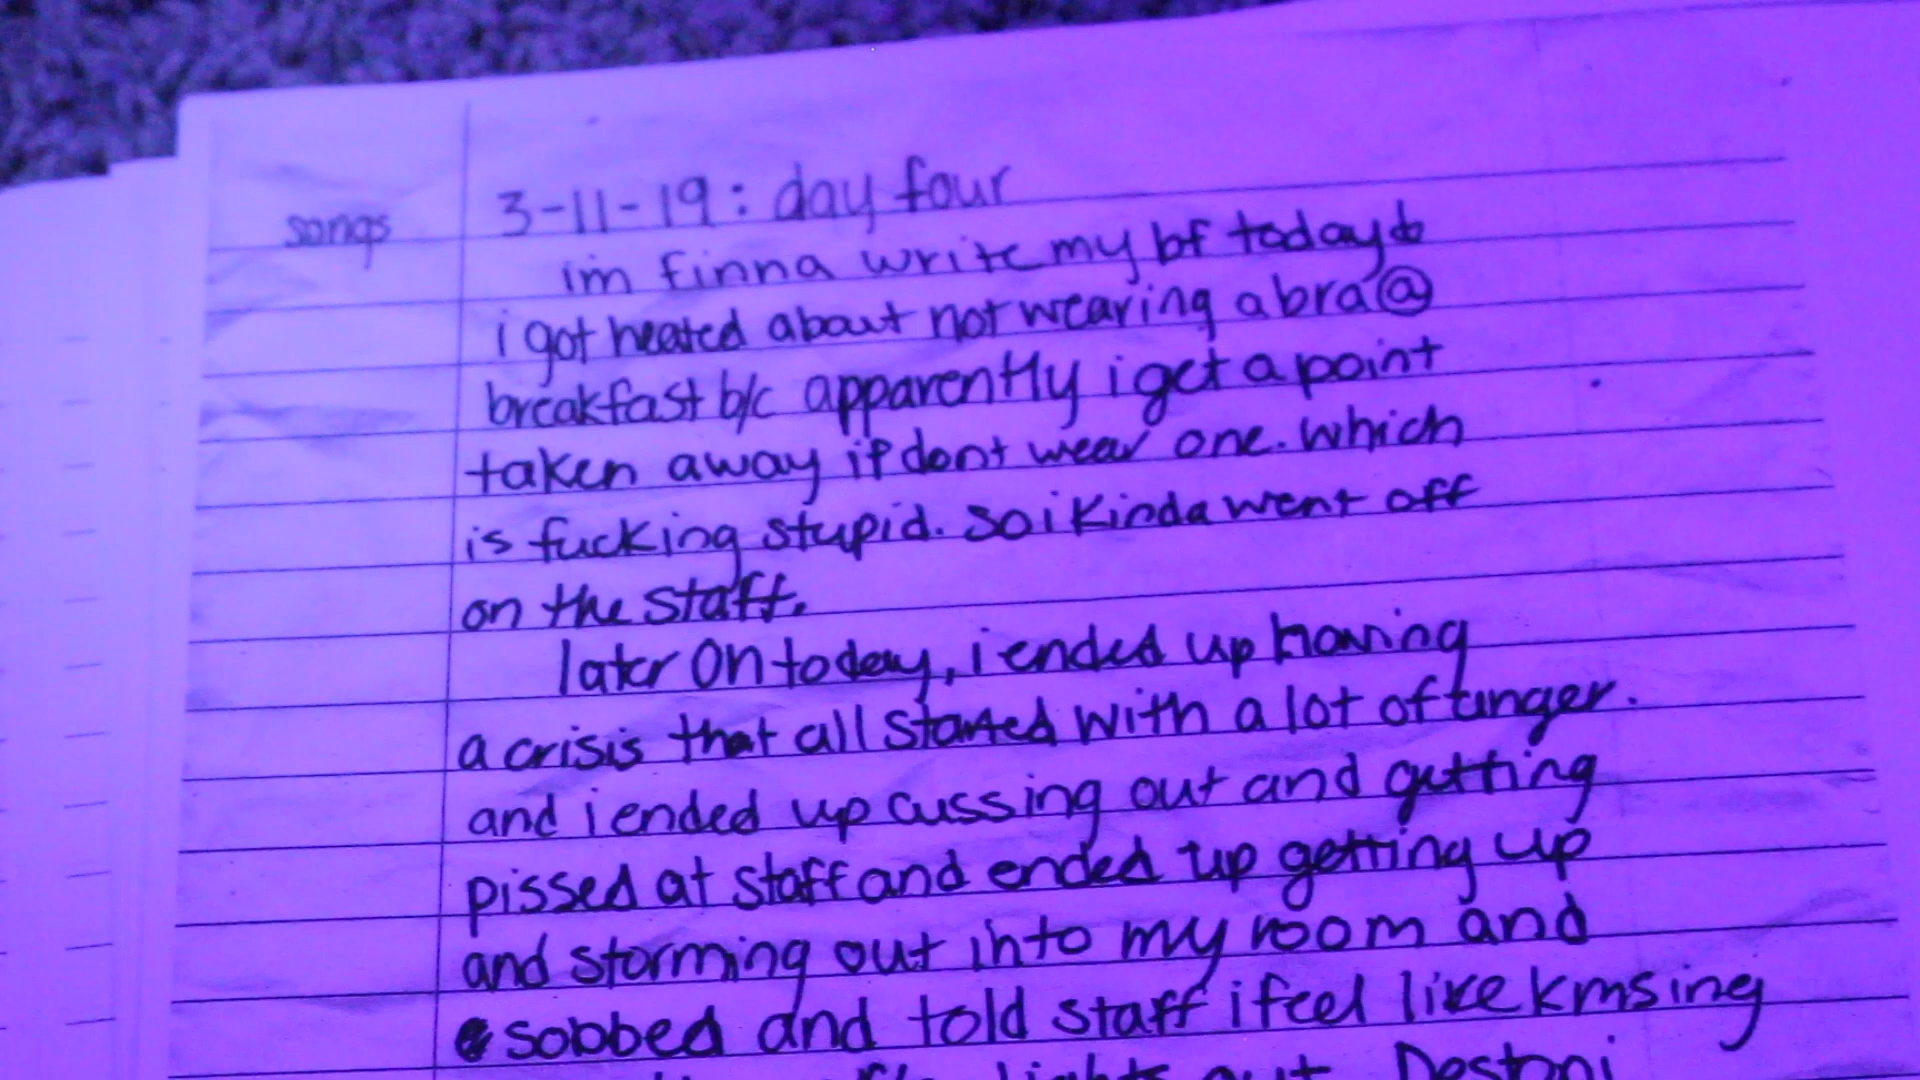 songs
3-11-19: day four
im finna write my bf today &
i got heated about not wearing a bra @
breakfast b/c apparently i get a point
taken away if dont wear one. which
is fucking stupid. so i kinda went off
on the staff.
later on today, i ended up having
a crisis that all started with a lot of anger.
and i ended up cussing out and getting
pissed at staff and ended up getting up
and storming out into my room and
sobbed and told staff i feel like kmsing
lights out. Destoni